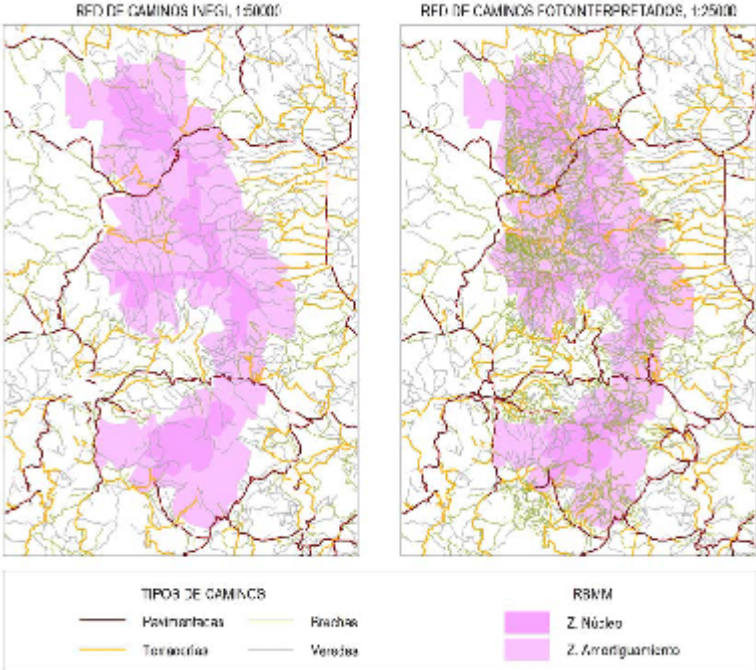 RED DE CAMINOS INEGI, 1:50000
RED DE CAMINOS FOTOINTERPRETADOS, 1:25000
TIPOS DE CAMINOS
Pavimentadas
Brechas
Terracerías
Veredas
RBMM
Z. Núcleo
Z. Amortiguamiento